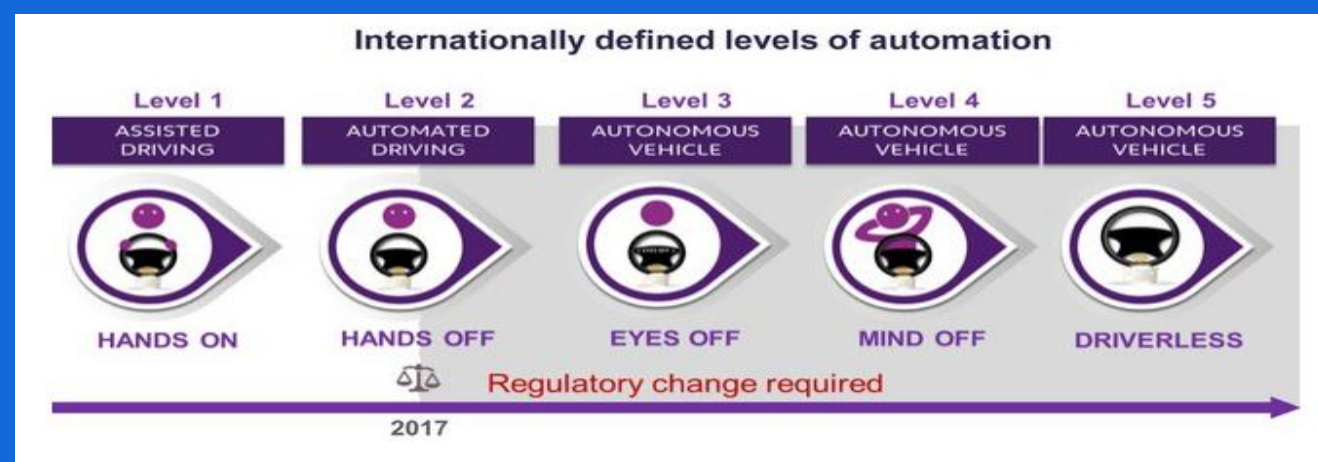 Internationally defined levels of automation
Level 1
ASSISTED
DRIVING
HANDS ON
Level 2
AUTOMATED
DRIVING
HANDS OFF
Level 3
AUTONOMOUS
VEHICLE
EYES OFF
Level 4
AUTONOMOUS
VEHICLE
MIND OFF
Level 5
AUTONOMOUS
VEHICLE
DRIVERLESS
Regulatory change required
2017